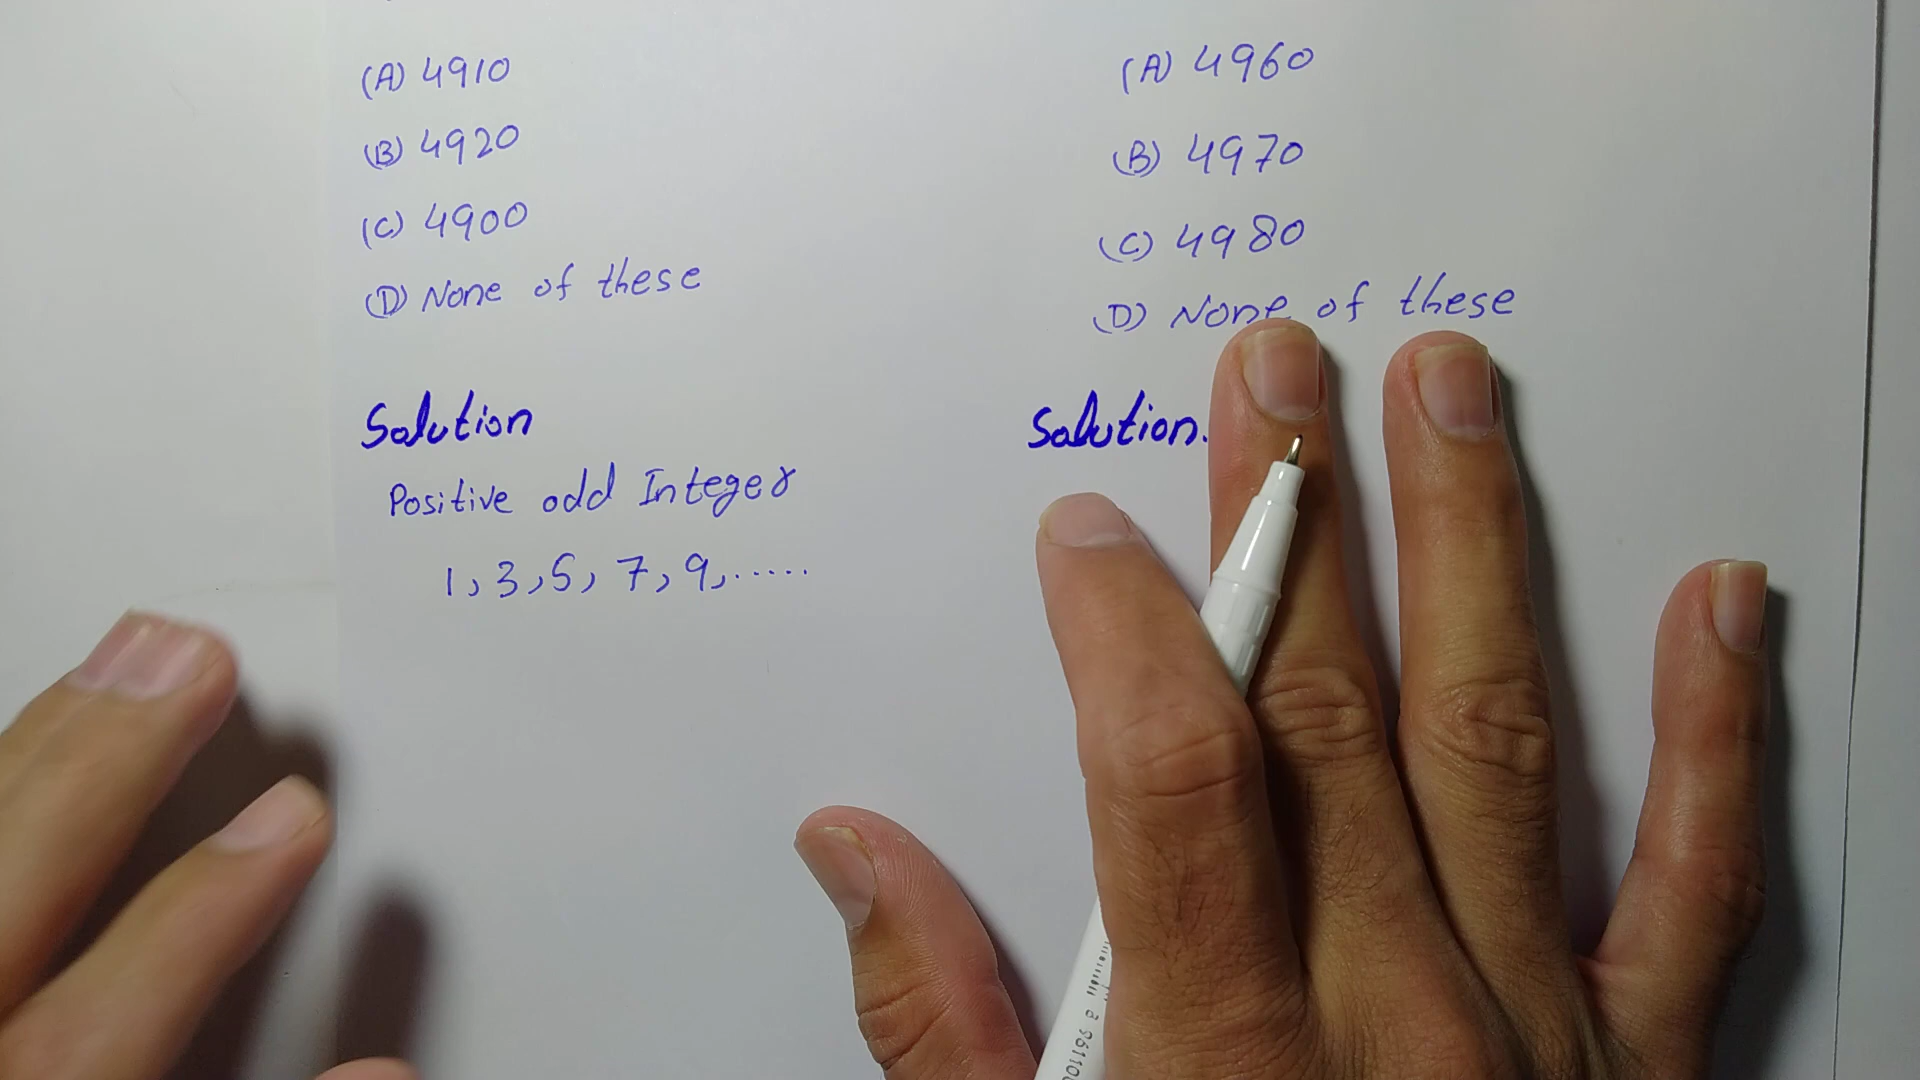 (A) 4910
(B) 4920
(C) 4900
(D) None of these
Solution
Positive odd Integer
1, 3, 5, 7, 9, .....
(A) 4960
(B) 4970
(C) 4980
(D) None of these
Solution.